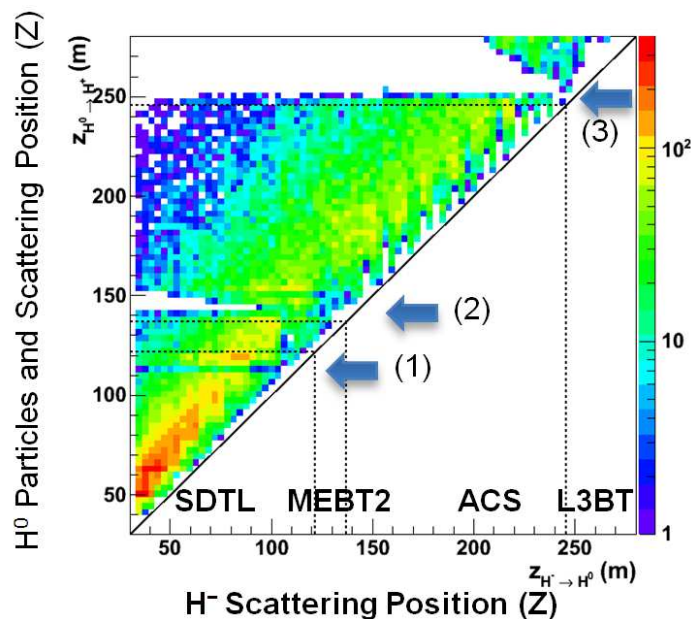 H⁰ Particles and Scattering Position (Z)
z_{H⁰→H⁺} (m)
250
200
150
100
50
(3)
(2)
(1)
SDTL MEBT2 ACS L3BT
50 100 150 200 250
z_{H⁻→H⁰} (m)
H⁻ Scattering Position (Z)
10²
10
1